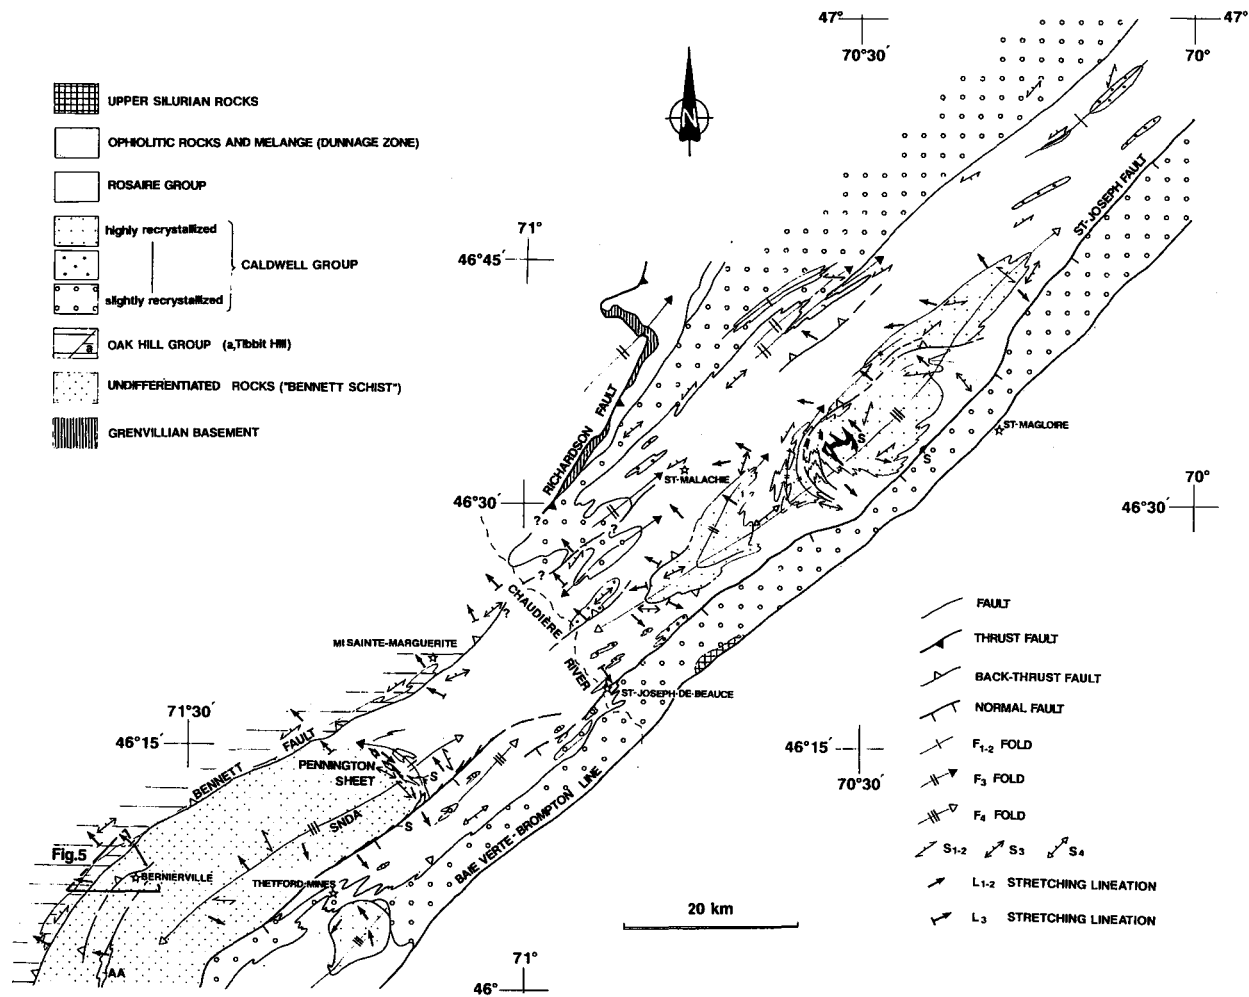 47°
70°30´
47°
70°
N
UPPER SILURIAN ROCKS
OPHIOLITIC ROCKS AND MELANGE (DUNNAGE ZONE)
ROSAIRE GROUP
highly recrystallized
CALDWELL GROUP
slightly recrystallized
OAK HILL GROUP (a,Tibbit Hill)
a
UNDIFFERENTIATED ROCKS ("BENNETT SCHIST")
GRENVILLIAN BASEMENT
71°
46°45´
ST-JOSEPH FAULT
RICHARDSON FAULT
ST-MAGLOIRE
S
S
ST-MALACHIE
46°30´
70°
46°30´
?
?
?
?
CHAUDIÈRE RIVER
Mt SAINTE-MARGUERITE
ST-JOSEPH-DE-BEAUCE
71°30´
46°15´
BENNETT FAULT
PENNINGTON
SHEET
S
S
SNDA
BAIE VERTE-BROMPTON LINE
46°15´
70°30´
Fig.5
BERNIERVILLE
THETFORD-MINES
AA
71°
46°
20 km
FAULT
THRUST FAULT
BACK-THRUST FAULT
NORMAL FAULT
F1-2 FOLD
F3 FOLD
F4 FOLD
S1-2 S3 S4
L1-2 STRETCHING LINEATION
L3 STRETCHING LINEATION